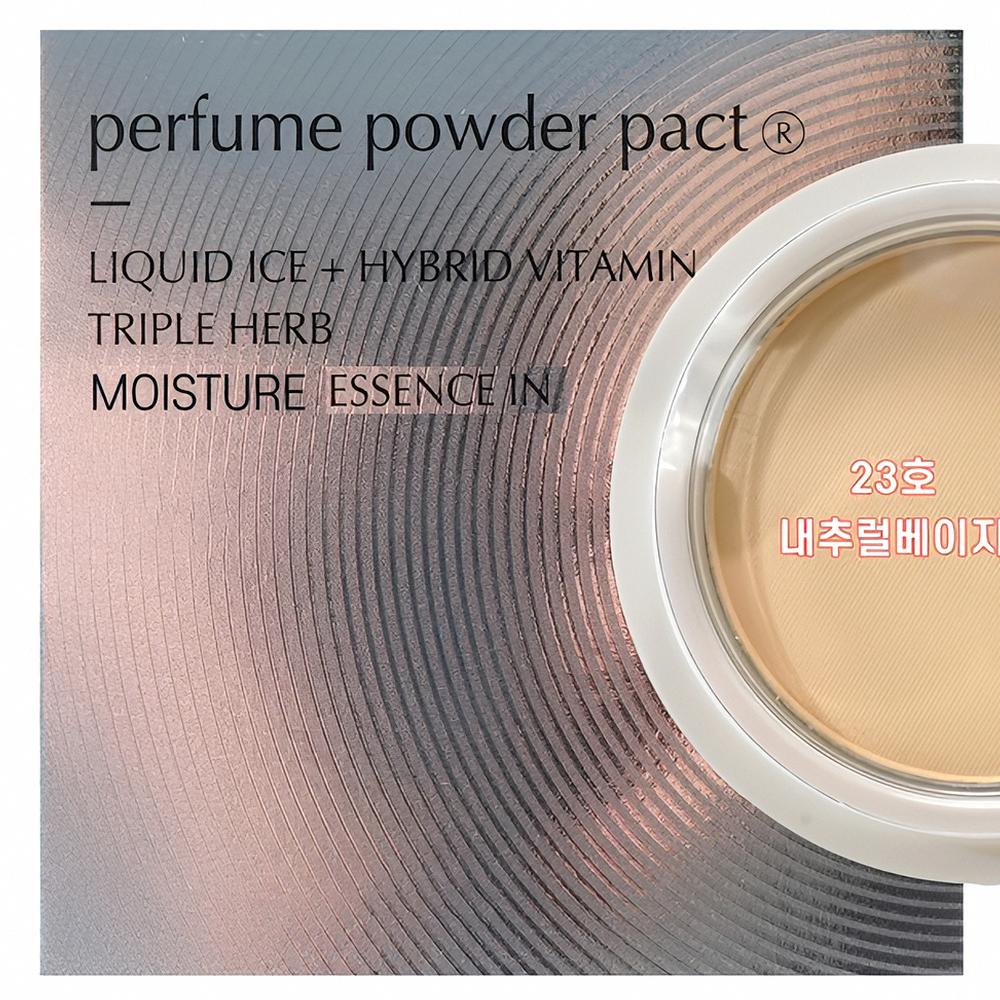 perfume powder pact®
LIQUID ICE + HYBRID VITAMIN
TRIPLE HERB
MOISTURE ESSENCE IN
23호
내추럴베이지